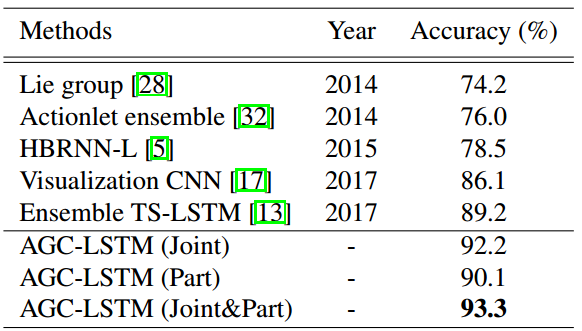 Methods Year Accuracy (%)
Lie group [28] 2014 74.2
Actionlet ensemble [32] 2014 76.0
HBRNN-L [5] 2015 78.5
Visualization CNN [17] 2017 86.1
Ensemble TS-LSTM [13] 2017 89.2
AGC-LSTM (Joint) - 92.2
AGC-LSTM (Part) - 90.1
AGC-LSTM (Joint&Part) - 93.3